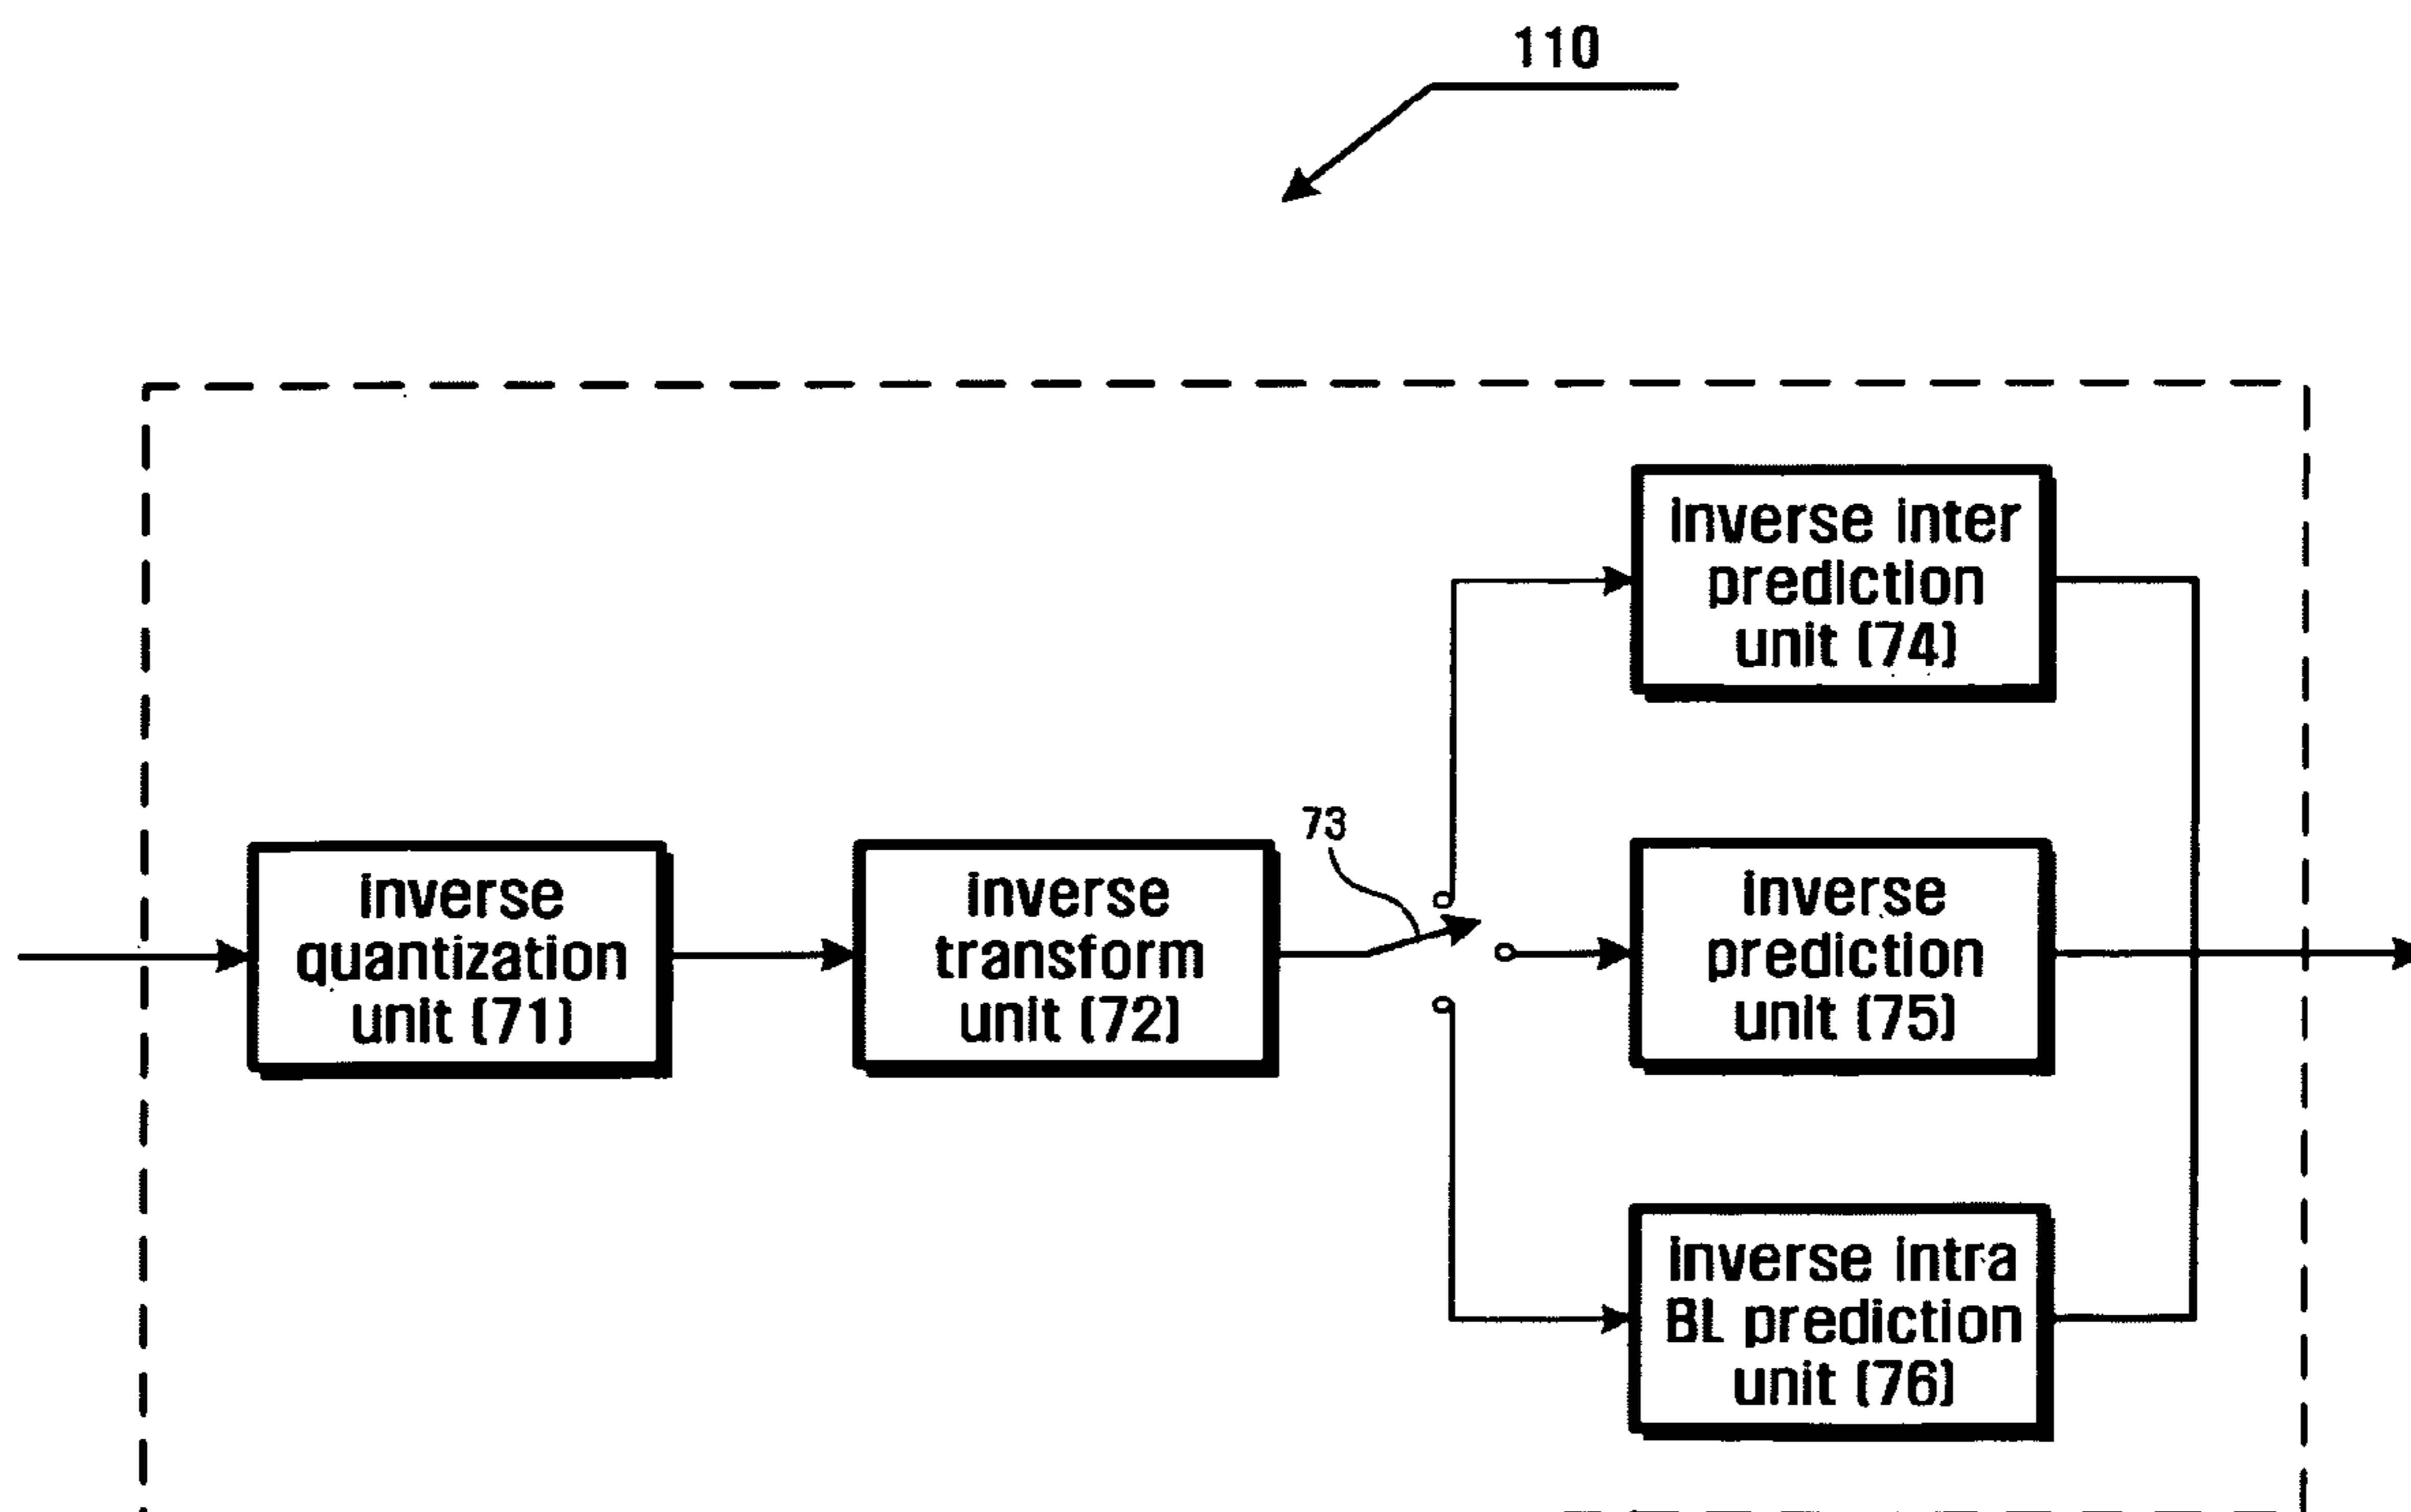 110
inverse inter
prediction
unit (74)
73
inverse
quantization
unit (71)
inverse
transform
unit (72)
inverse
prediction
unit (75)
inverse intra
BL prediction
unit (76)